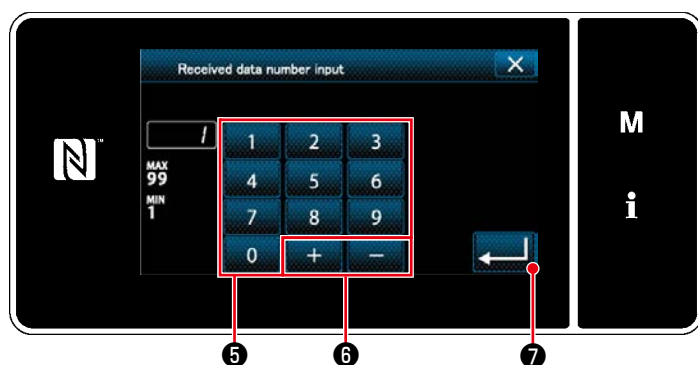 Received data number input
1
1 2 3
MAX
99
4 5 6
MIN
1
7 8 9
0 + −
M
i
N
❺ ❻ ❼